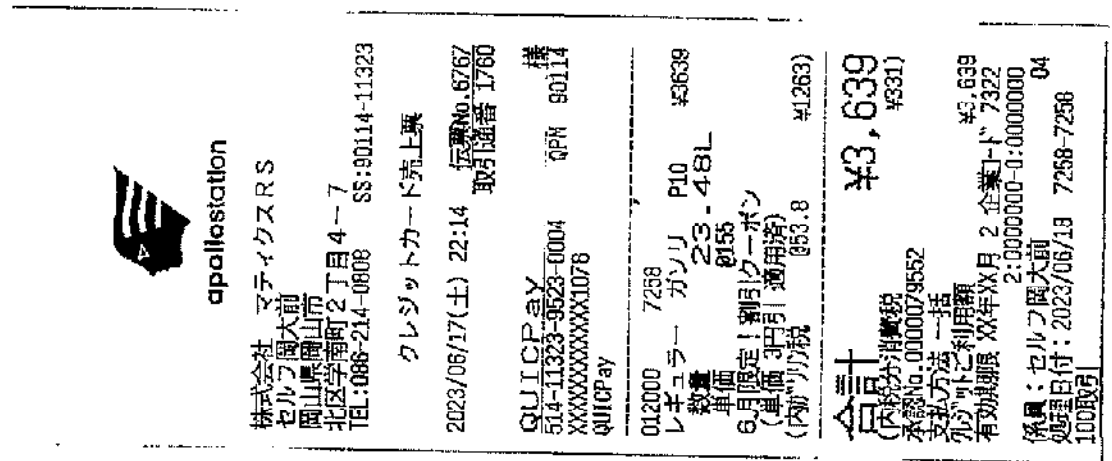 apollostation
株式会社 マティクスRS
セルフ岡大前
岡山県岡山市
北区学南町2丁目4-7
TEL:086-214-0808 SS:90114-11323
クレジットカード売上票
2023/06/17(土) 22:14 伝票No.6767
取引通番 1760
QUICPay 様
514-11323-9523-0004 QPM 90114
XXXXXXXXXXXXX1078
QUICPay
012000 7258
レギュラー ガソリ P10 ¥3639
数量 23.48L
単価 @155
6月限定!割引クーポン
(単価 3円引 適用済)
(内ガソリン税 @53.8 ¥1263)
合計 ¥3,639
(内税分消費税 ¥331)
承認No.0000079552
支払方法 一括
クレジットご利用額 ¥3,639
有効期限 XX年XX月 2 企業コード 7322
2:0000000-0:0000000
係員:セルフ岡大前 04
処理日付:2023/06/18 7258-7258
100取引